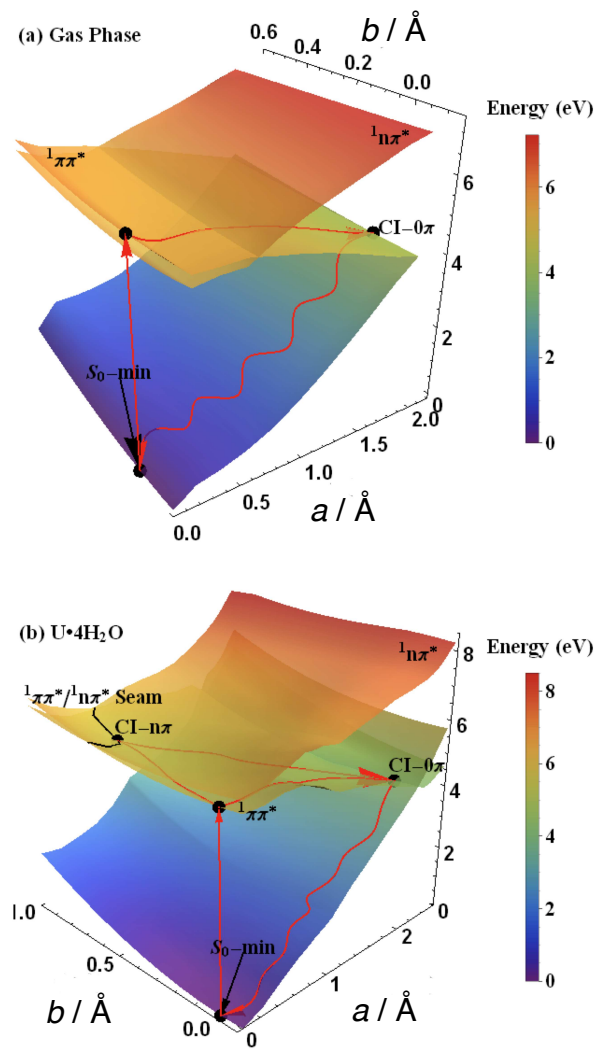 (a) Gas Phase
b / Å
0.6
0.4
0.2
0.0
Energy (eV)
¹nπ*
¹ππ*
6
6
CI−0π
4
4
2
2
S₀−min
0
0
2.0
1.5
1.0
0.5
0.0
a / Å
(b) U•4H₂O
Energy (eV)
¹nπ*
8
8
¹ππ*/¹nπ* Seam
6
6
CI−nπ
CI−0π
4
4
¹ππ*
2
2
1.0
0
0
S₀−min
2
0.5
1
b / Å
0.0
0
a / Å